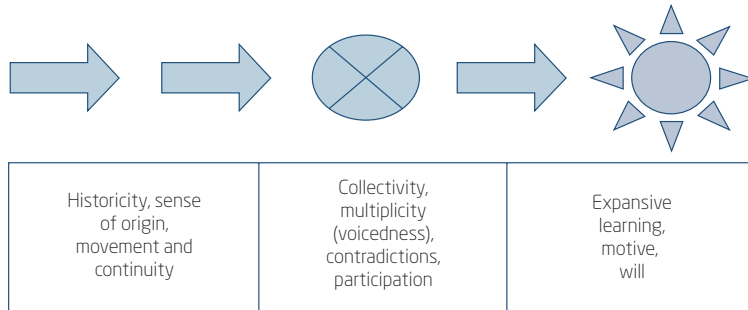 Historicity, sense
of origin,
movement and
continuity
Collectivity,
multiplicity
(voicedness),
contradictions,
participation
Expansive
learning,
motive,
will